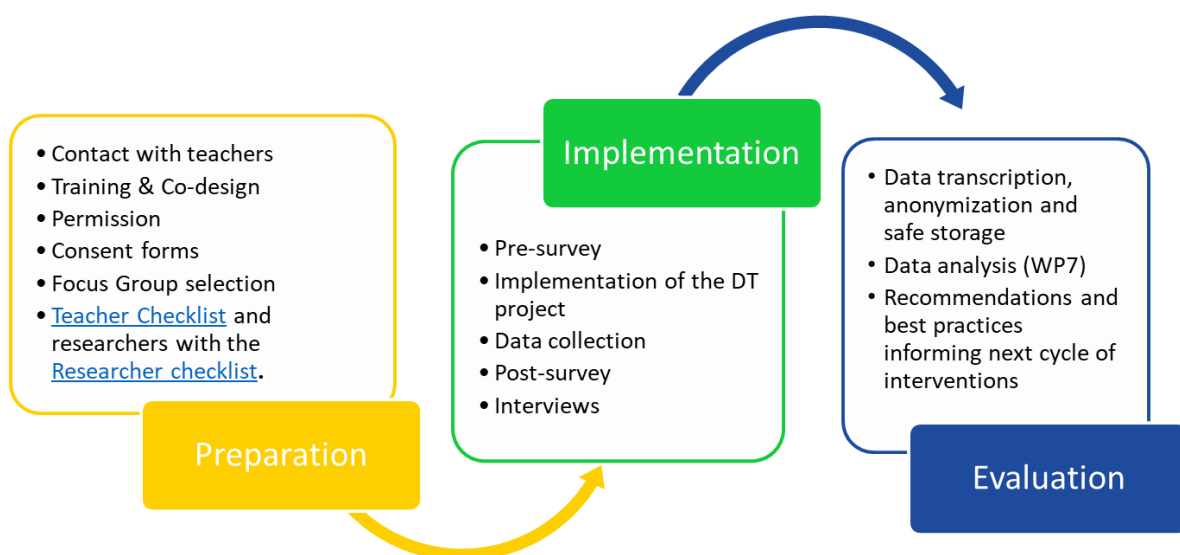 • Contact with teachers
• Training & Co-design
• Permission
• Consent forms
• Focus Group selection
• Teacher Checklist and
researchers with the
Researcher checklist.
Preparation
Implementation
• Pre-survey
• Implementation of the DT
project
• Data collection
• Post-survey
• Interviews
• Data transcription,
anonymization and
safe storage
• Data analysis (WP7)
• Recommendations and
best practices
informing next cycle of
interventions
Evaluation